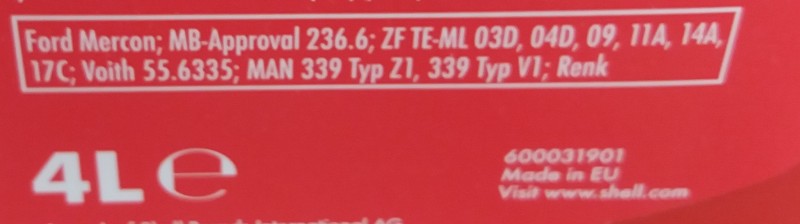 Ford Mercon; MB-Approval 236.6; ZF TE-ML 03D, 04D, 09, 11A, 14A,
17C; Voith 55.6335; MAN 339 Typ Z1, 339 Typ V1; Renk
4L e
600031901
Made in EU
Visit www.shell.com